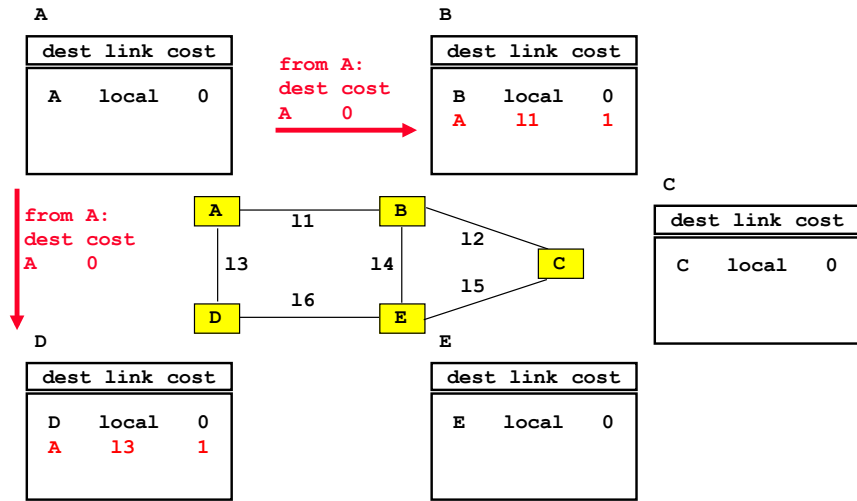 A
dest link cost
A local 0
from A:
dest cost
A 0
B
dest link cost
B local 0
A l1 1
from A:
dest cost
A 0
A
B
C
D
E
l1
l2
l3
l4
l5
l6
C
dest link cost
C local 0
D
dest link cost
D local 0
A l3 1
E
dest link cost
E local 0